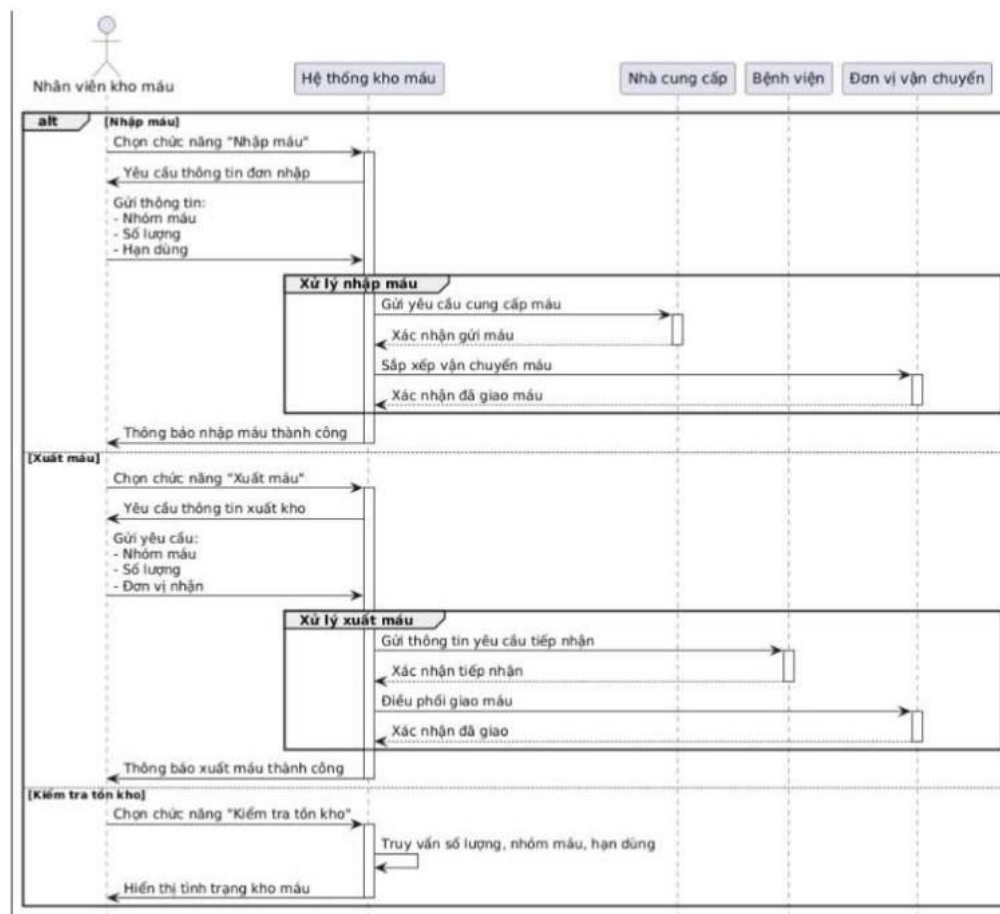 Nhân viên kho máu
Hệ thống kho máu
Nhà cung cấp
Bệnh viện
Đơn vị vận chuyển
alt
[Nhập máu]
Chọn chức năng "Nhập máu"
Yêu cầu thông tin đơn nhập
Gửi thông tin:
- Nhóm máu
- Số lượng
- Hạn dùng
Xử lý nhập máu
Gửi yêu cầu cung cấp máu
Xác nhận gửi máu
Sắp xếp vận chuyển máu
Xác nhận đã giao máu
Thông báo nhập máu thành công
[Xuất máu]
Chọn chức năng "Xuất máu"
Yêu cầu thông tin xuất kho
Gửi yêu cầu:
- Nhóm máu
- Số lượng
- Đơn vị nhận
Xử lý xuất máu
Gửi thông tin yêu cầu tiếp nhận
Xác nhận tiếp nhận
Điều phối giao máu
Xác nhận đã giao
Thông báo xuất máu thành công
[Kiểm tra tồn kho]
Chọn chức năng "Kiểm tra tồn kho"
Truy vấn số lượng, nhóm máu, hạn dùng
Hiển thị tình trạng kho máu